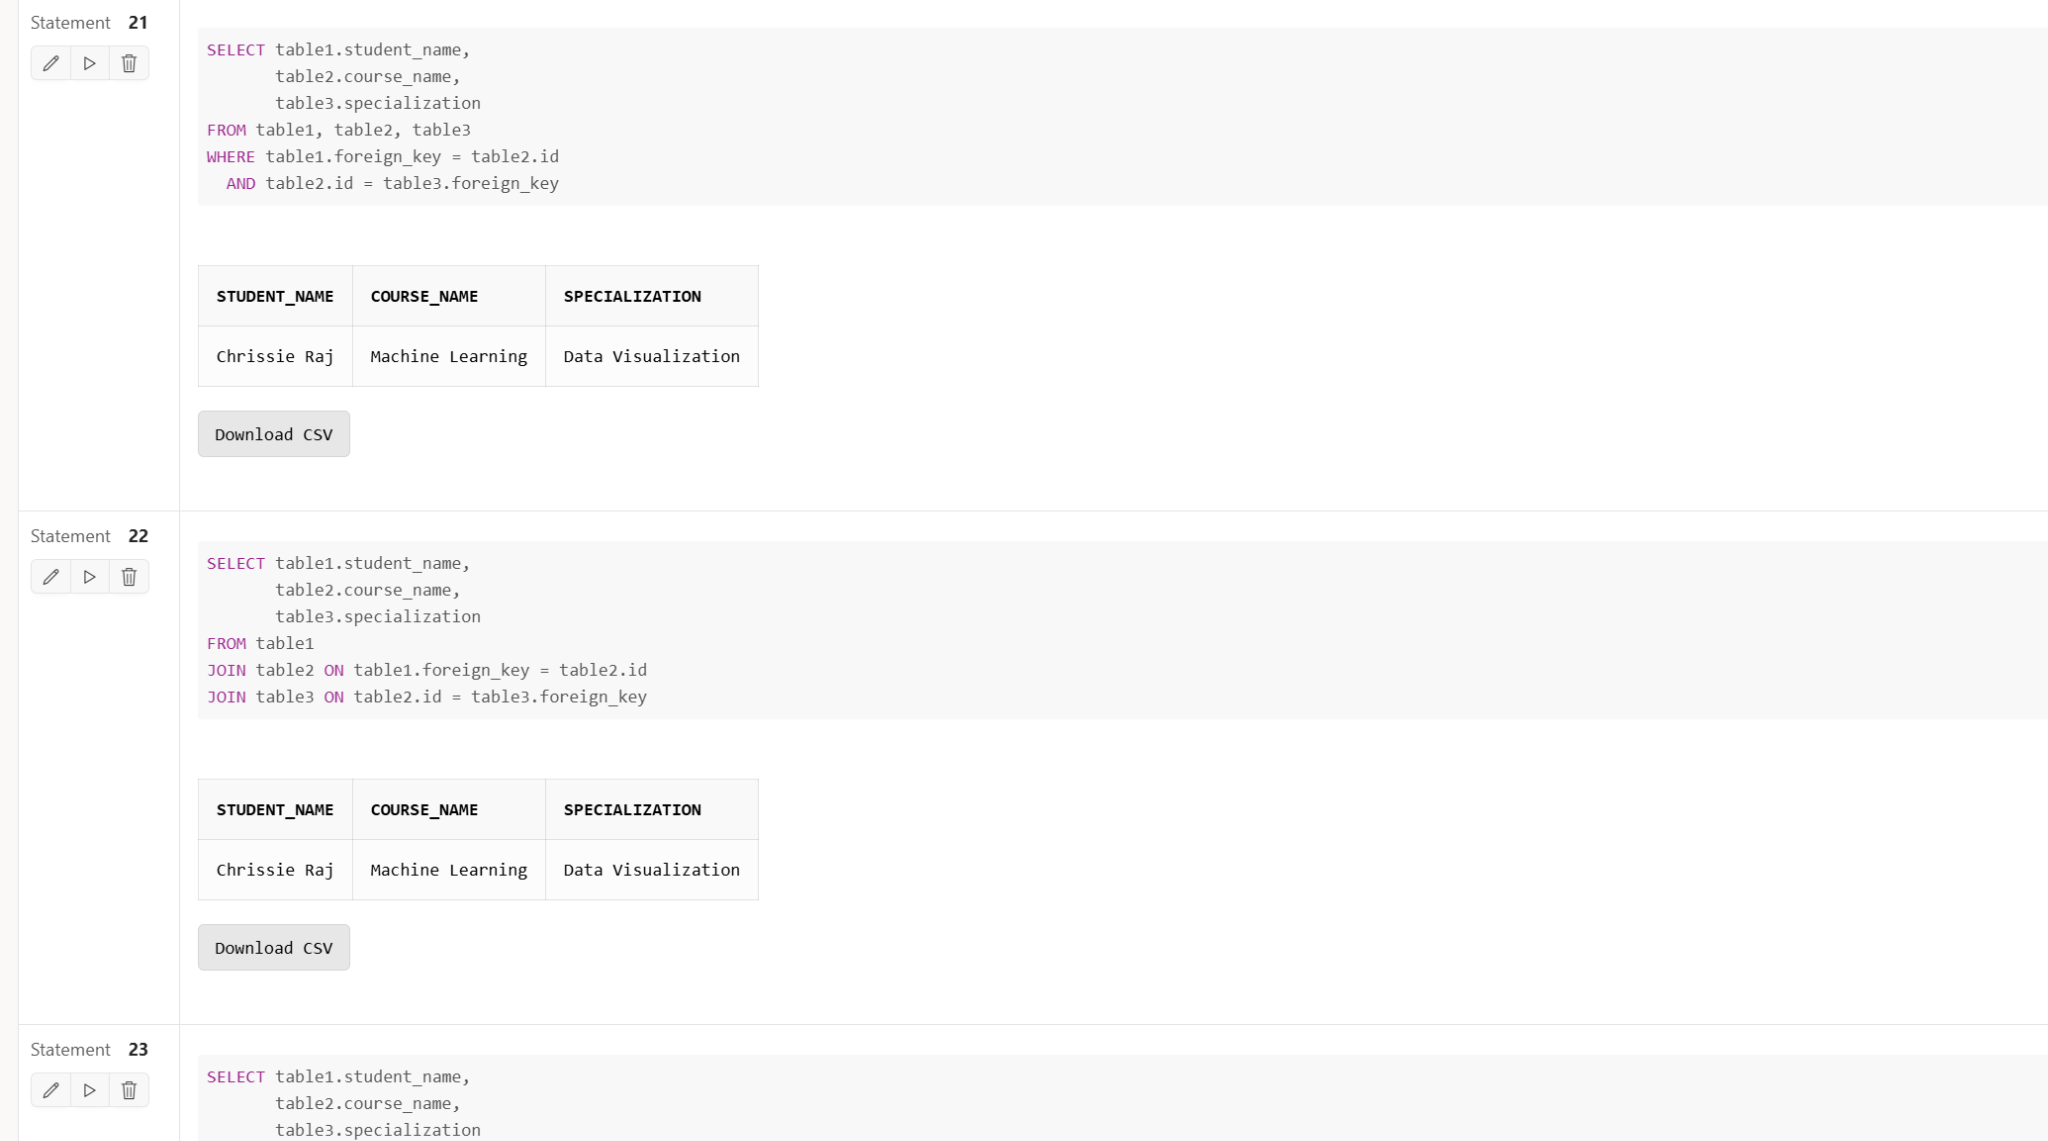 Statement 21
SELECT table1.student_name,
       table2.course_name,
       table3.specialization
FROM table1, table2, table3
WHERE table1.foreign_key = table2.id
  AND table2.id = table3.foreign_key
STUDENT_NAME COURSE_NAME SPECIALIZATION
Chrissie Raj Machine Learning Data Visualization
Download CSV
Statement 22
SELECT table1.student_name,
       table2.course_name,
       table3.specialization
FROM table1
JOIN table2 ON table1.foreign_key = table2.id
JOIN table3 ON table2.id = table3.foreign_key
STUDENT_NAME COURSE_NAME SPECIALIZATION
Chrissie Raj Machine Learning Data Visualization
Download CSV
Statement 23
SELECT table1.student_name,
       table2.course_name,
       table3.specialization